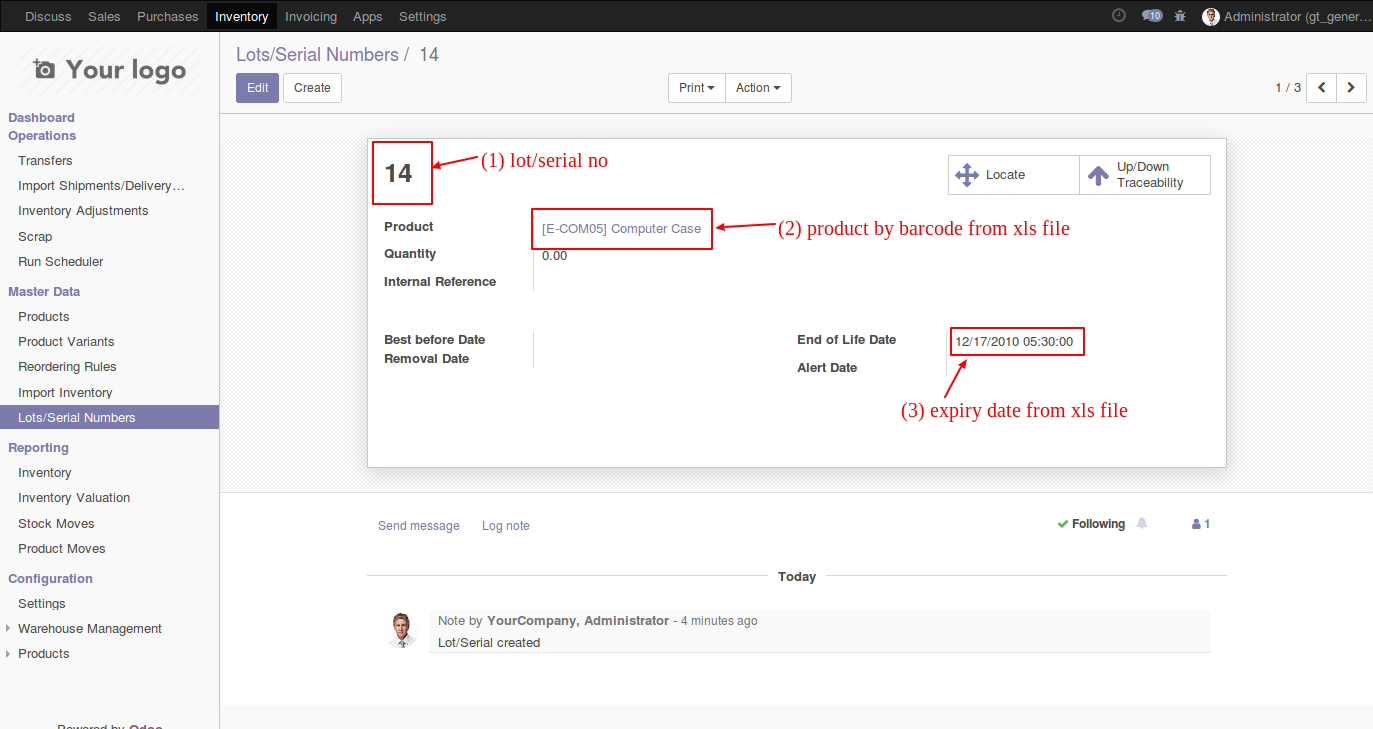 Discuss Sales Purchases Inventory Invoicing Apps Settings 10 Administrator (gt_gener...
Your logo
Dashboard
Operations
Transfers
Import Shipments/Delivery...
Inventory Adjustments
Scrap
Run Scheduler
Master Data
Products
Product Variants
Reordering Rules
Import Inventory
Lots/Serial Numbers
Reporting
Inventory
Inventory Valuation
Stock Moves
Product Moves
Configuration
Settings
Warehouse Management
Products
Powered by Odoo
Lots/Serial Numbers / 14
Edit Create Print Action 1 / 3
14
(1) lot/serial no
Locate
Up/Down
Traceability
Product [E-COM05] Computer Case
(2) product by barcode from xls file
Quantity 0.00
Internal Reference
Best before Date
Removal Date
End of Life Date 12/17/2010 05:30:00
Alert Date
(3) expiry date from xls file
Send message Log note Following 1
Today
Note by YourCompany, Administrator - 4 minutes ago
Lot/Serial created